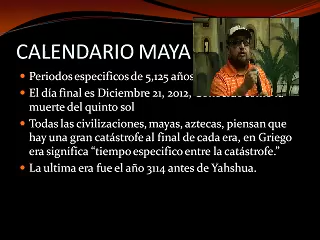 CALENDARIO MAYA
Periodos especificos de 5,125 años
El día final es Diciembre 21, 2012,
muerte del quinto sol
Todas las civilizaciones, mayas, aztecas, piensan que
hay una gran catástrofe al final de cada era, en Griego
era significa “tiempo especifico entre la catástrofe.”
La ultima era fue el año 3114 antes de Yahshua.